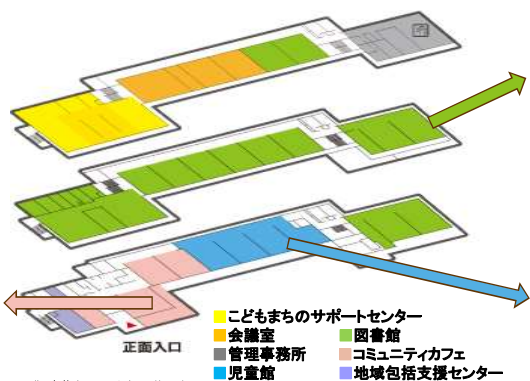 正面入口
こどもまちのサポートセンター
会議室
図書館
管理事務所
コミュニティカフェ
児童館
地域包括支援センター